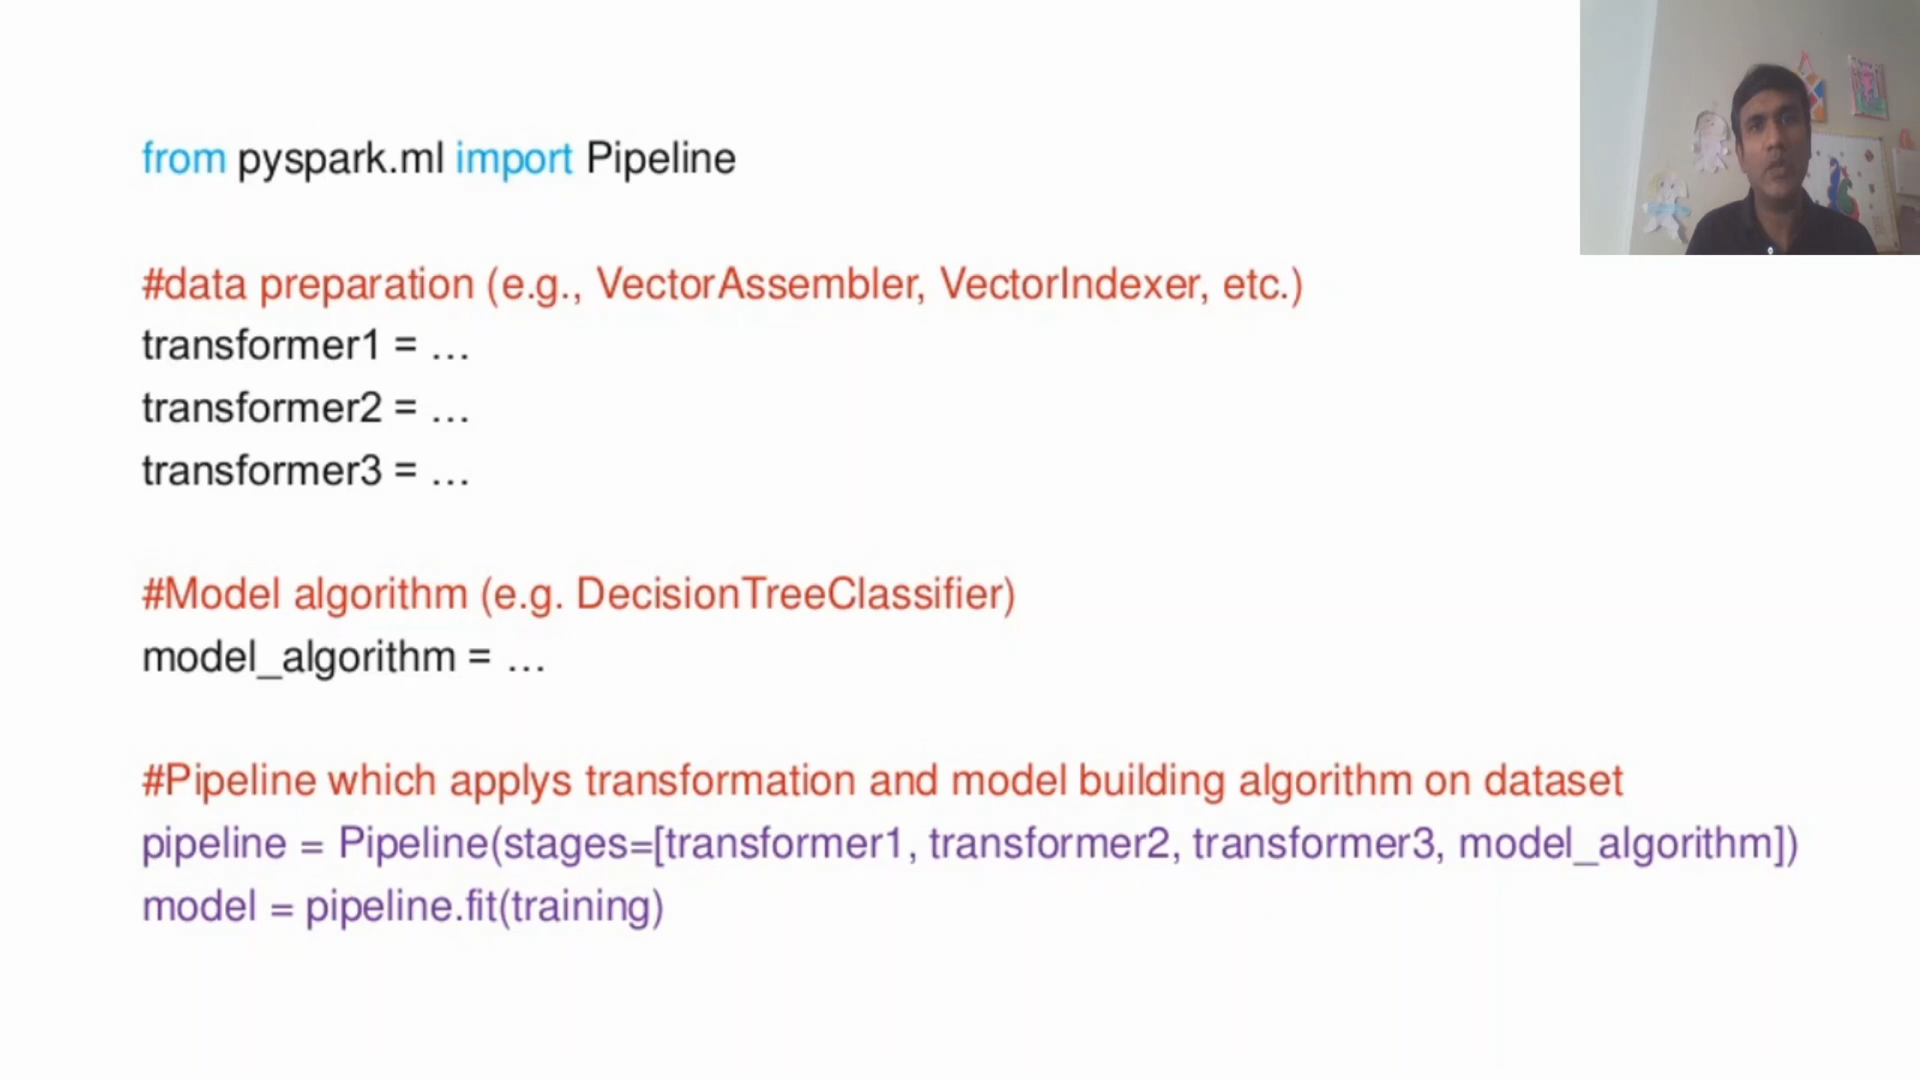 from pyspark.ml import Pipeline
#data preparation (e.g., VectorAssembler, VectorIndexer, etc.)
transformer1 = …
transformer2 = …
transformer3 = …
#Model algorithm (e.g. DecisionTreeClassifier)
model_algorithm = …
#Pipeline which applys transformation and model building algorithm on dataset
pipeline = Pipeline(stages=[transformer1, transformer2, transformer3, model_algorithm])
model = pipeline.fit(training)